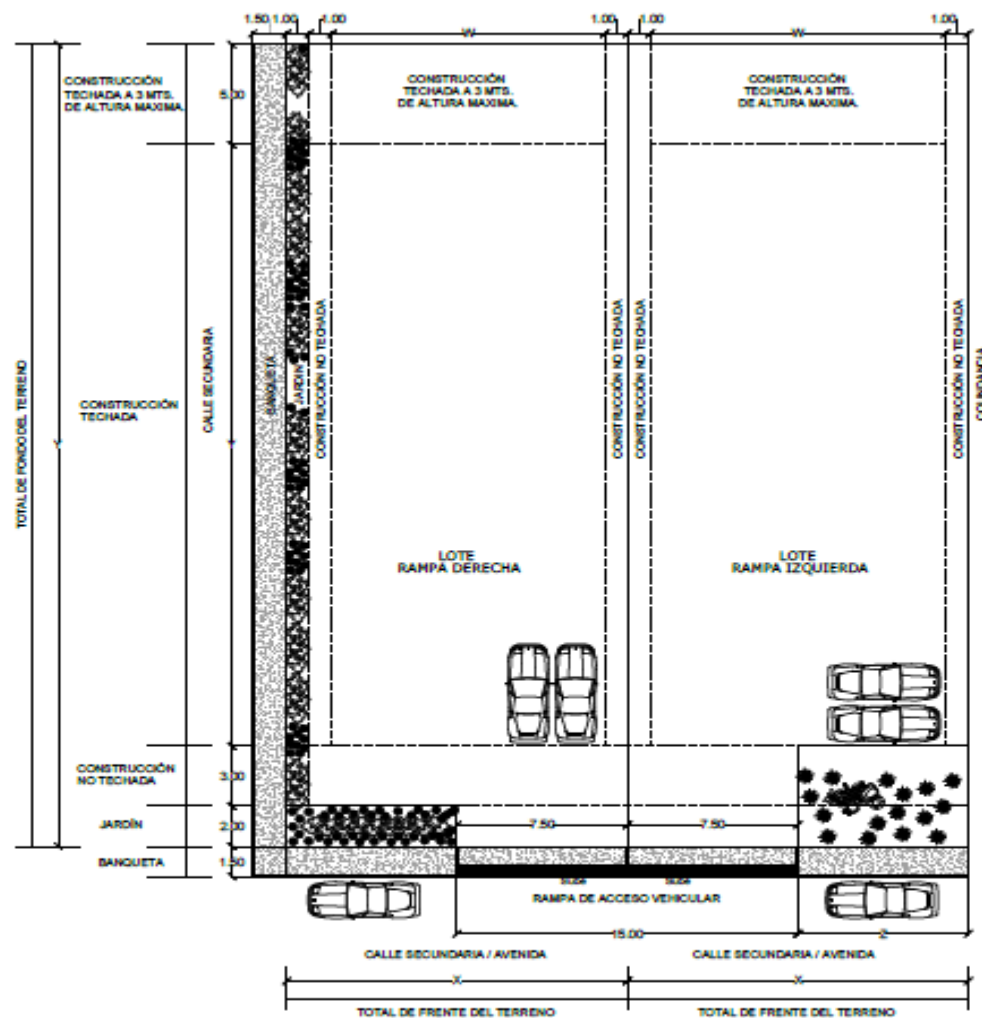 1.50 1.00 1.00 W 1.00 1.00 W 1.00
CONSTRUCCIÓN
TECHADA A 3 MTS.
DE ALTURA MAXIMA.
5.00
CONSTRUCCIÓN
TECHADA A 3 MTS.
DE ALTURA MAXIMA.
CONSTRUCCIÓN
TECHADA A 3 MTS.
DE ALTURA MAXIMA.
TOTAL DE FONDO DEL TERRENO
Y
CONSTRUCCIÓN
TECHADA
CALLE SECUNDARIA
Y
BANQUETA
JARDIN
CONSTRUCCIÓN NO TECHADA
CONSTRUCCIÓN NO TECHADA
CONSTRUCCIÓN NO TECHADA
CONSTRUCCIÓN NO TECHADA
COLINDANCIA
LOTE
RAMPA DERECHA
LOTE
RAMPA IZQUIERDA
CONSTRUCCIÓN
NO TECHADA
3.00
JARDÍN
2.00
7.50 7.50
BANQUETA
1.50
SUBE SUBE
RAMPA DE ACCESO VEHICULAR
15.00 Z
CALLE SECUNDARIA / AVENIDA CALLE SECUNDARIA / AVENIDA
X X
TOTAL DE FRENTE DEL TERRENO TOTAL DE FRENTE DEL TERRENO